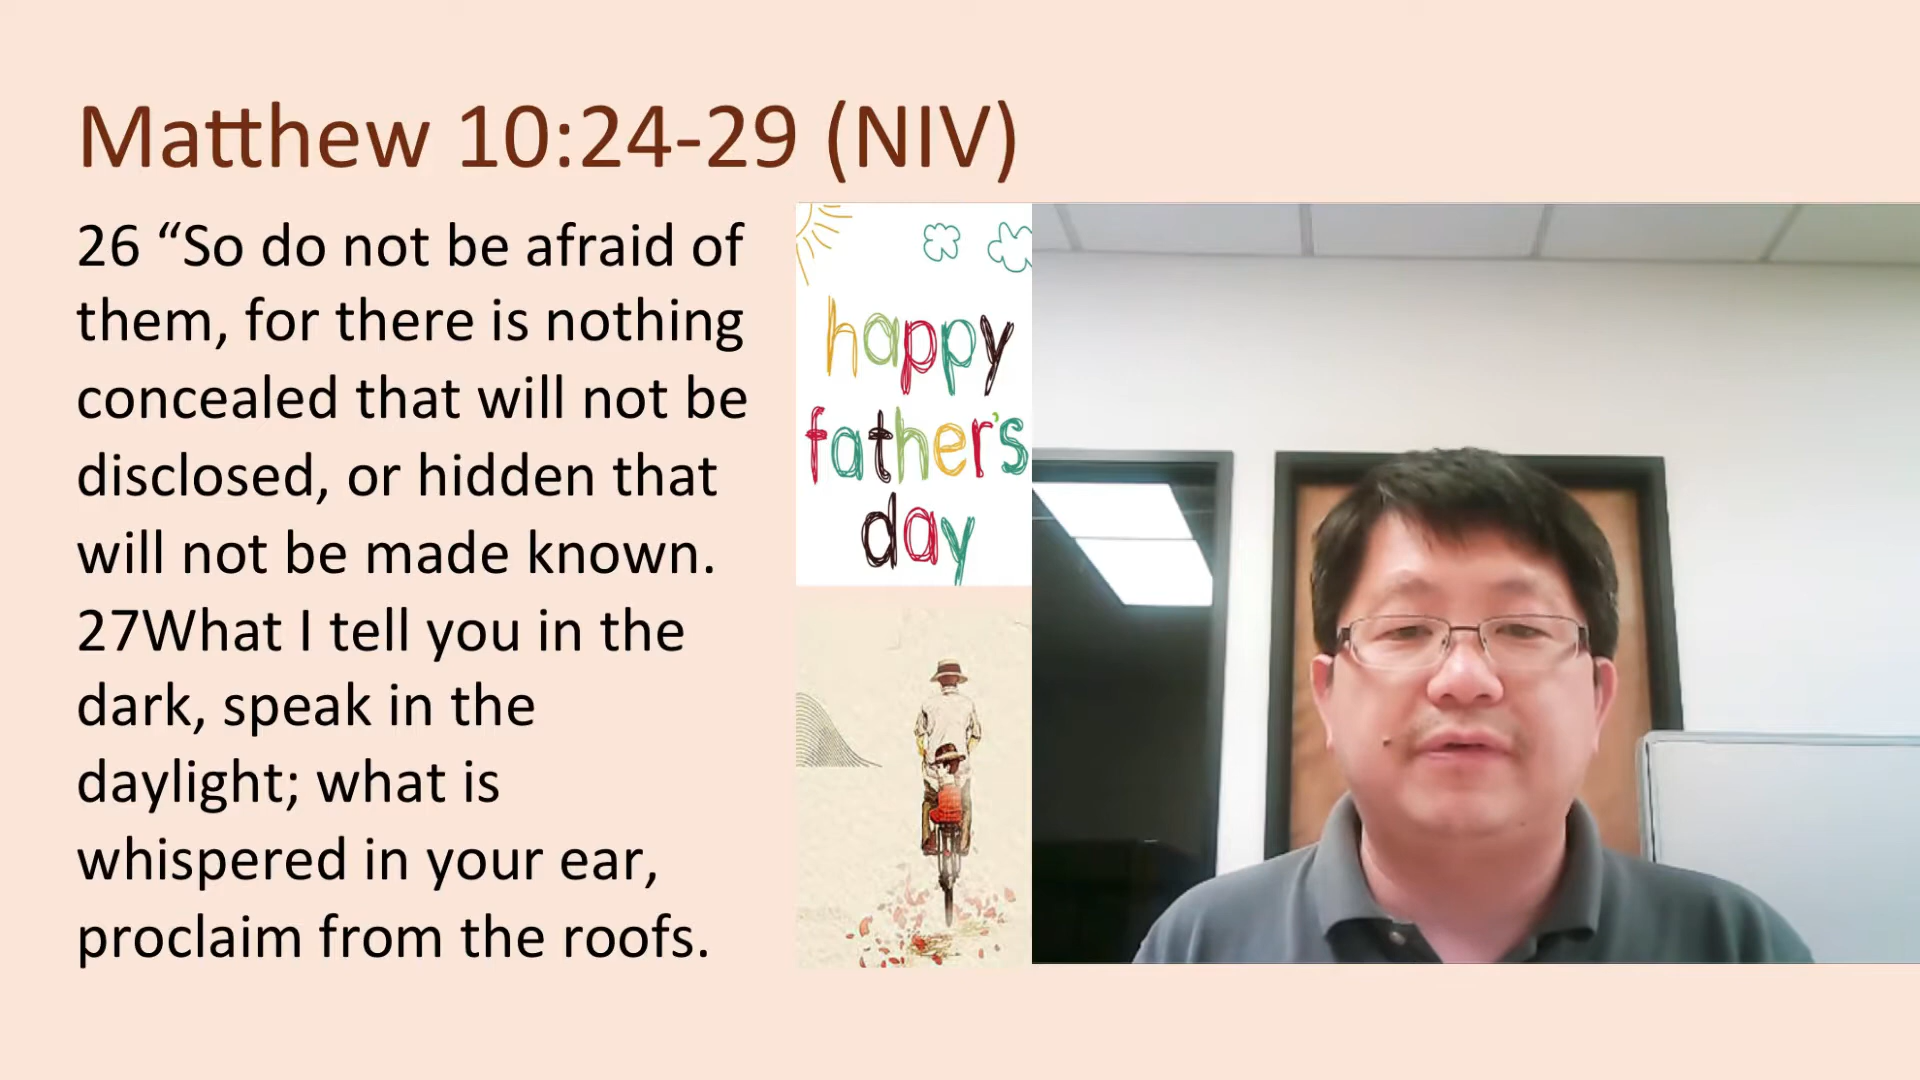 Matthew 10:24-29 (NIV)
26 “So do not be afraid of
them, for there is nothing
concealed that will not be
disclosed, or hidden that
will not be made known.
27What I tell you in the
dark, speak in the
daylight; what is
whispered in your ear,
proclaim from the roofs.
happy
father's
day